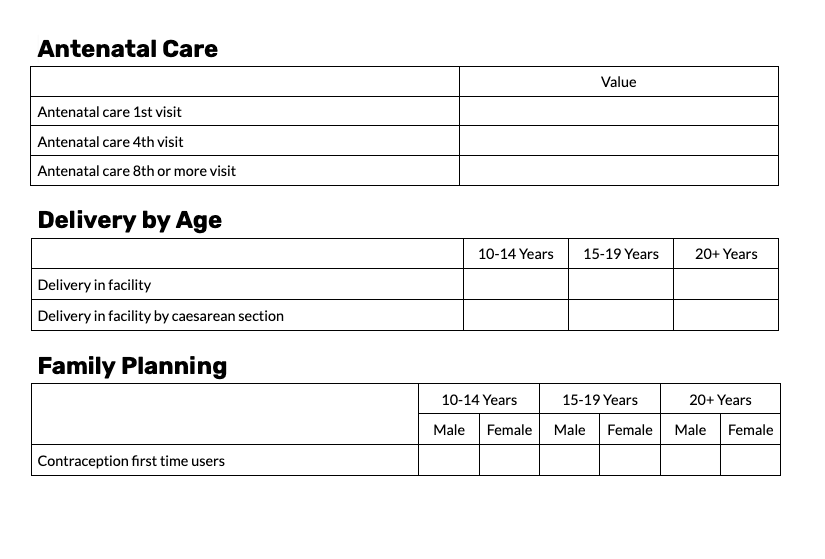 Antenatal Care
Value
Antenatal care 1st visit
Antenatal care 4th visit
Antenatal care 8th or more visit
Delivery by Age
10-14 Years 15-19 Years 20+ Years
Delivery in facility
Delivery in facility by caesarean section
Family Planning
10-14 Years 15-19 Years 20+ Years
Male Female Male Female Male Female
Contraception first time users